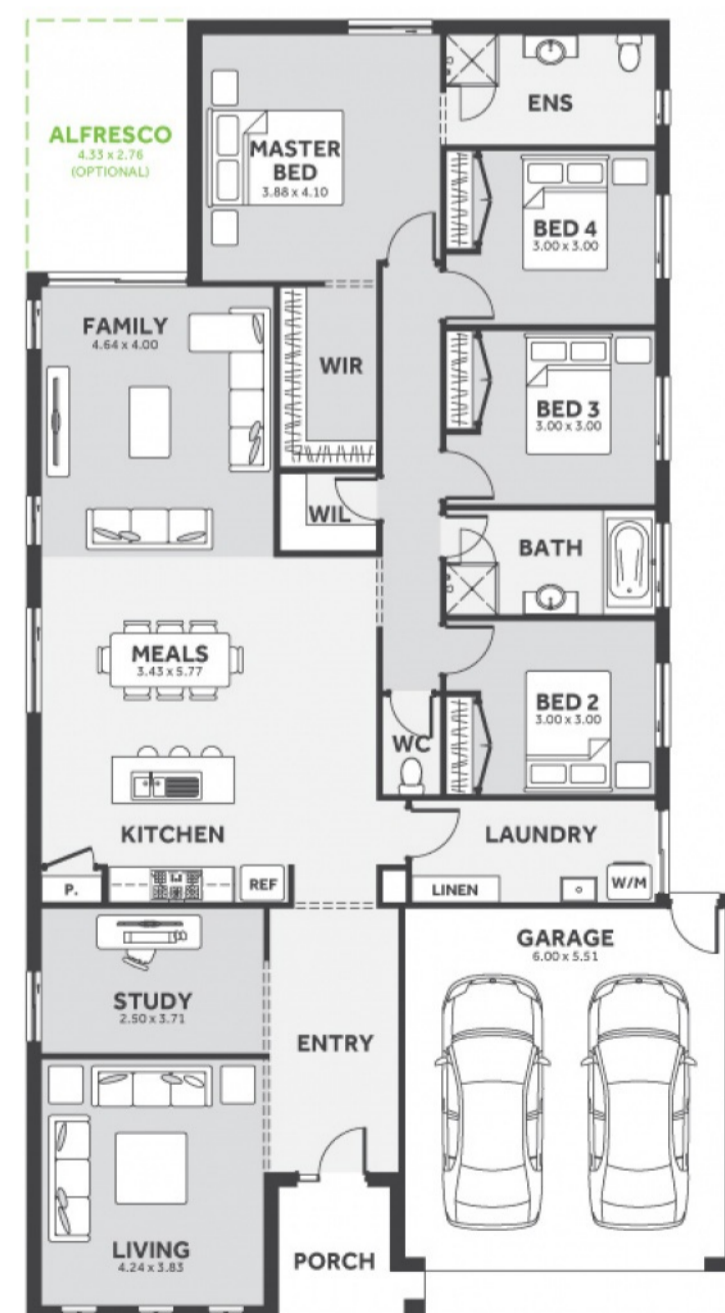 ALFRESCO
4.33 x 2.76
(OPTIONAL)
MASTER
BED
3.88 x 4.10
ENS
BED 4
3.00 x 3.00
FAMILY
4.64 x 4.00
WIR
BED 3
3.00 x 3.00
WIL
BATH
MEALS
3.43 x 5.77
BED 2
3.00 x 3.00
WC
KITCHEN
LAUNDRY
P.
REF
LINEN
W/M
GARAGE
6.00 x 5.51
STUDY
2.50 x 3.71
ENTRY
LIVING
4.24 x 3.83
PORCH